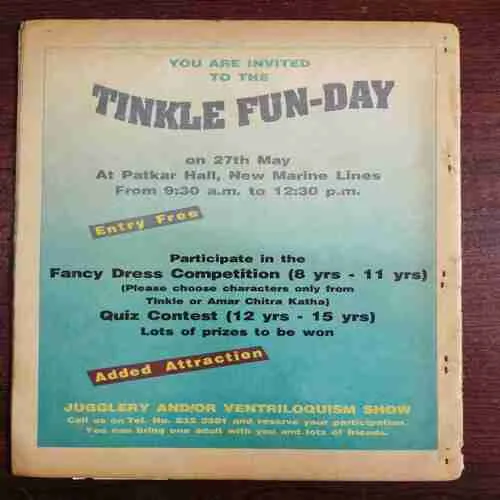 YOU ARE INVITED
TO THE
TINKLE FUN-DAY
on 27th May
At Patkar Hall, New Marine Lines
From 9:30 a.m. to 12:30 p.m.
Entry Free
Participate in the
Fancy Dress Competition (8 yrs - 11 yrs)
(Please choose characters only from
Tinkle or Amar Chitra Katha)
Quiz Contest (12 yrs - 15 yrs)
Lots of prizes to be won
Added Attraction
JUGGLERY AND/OR VENTRILOQUISM SHOW
Call us on Tel. No. and reserve your participation.
You can bring one adult with you and lots of friends.